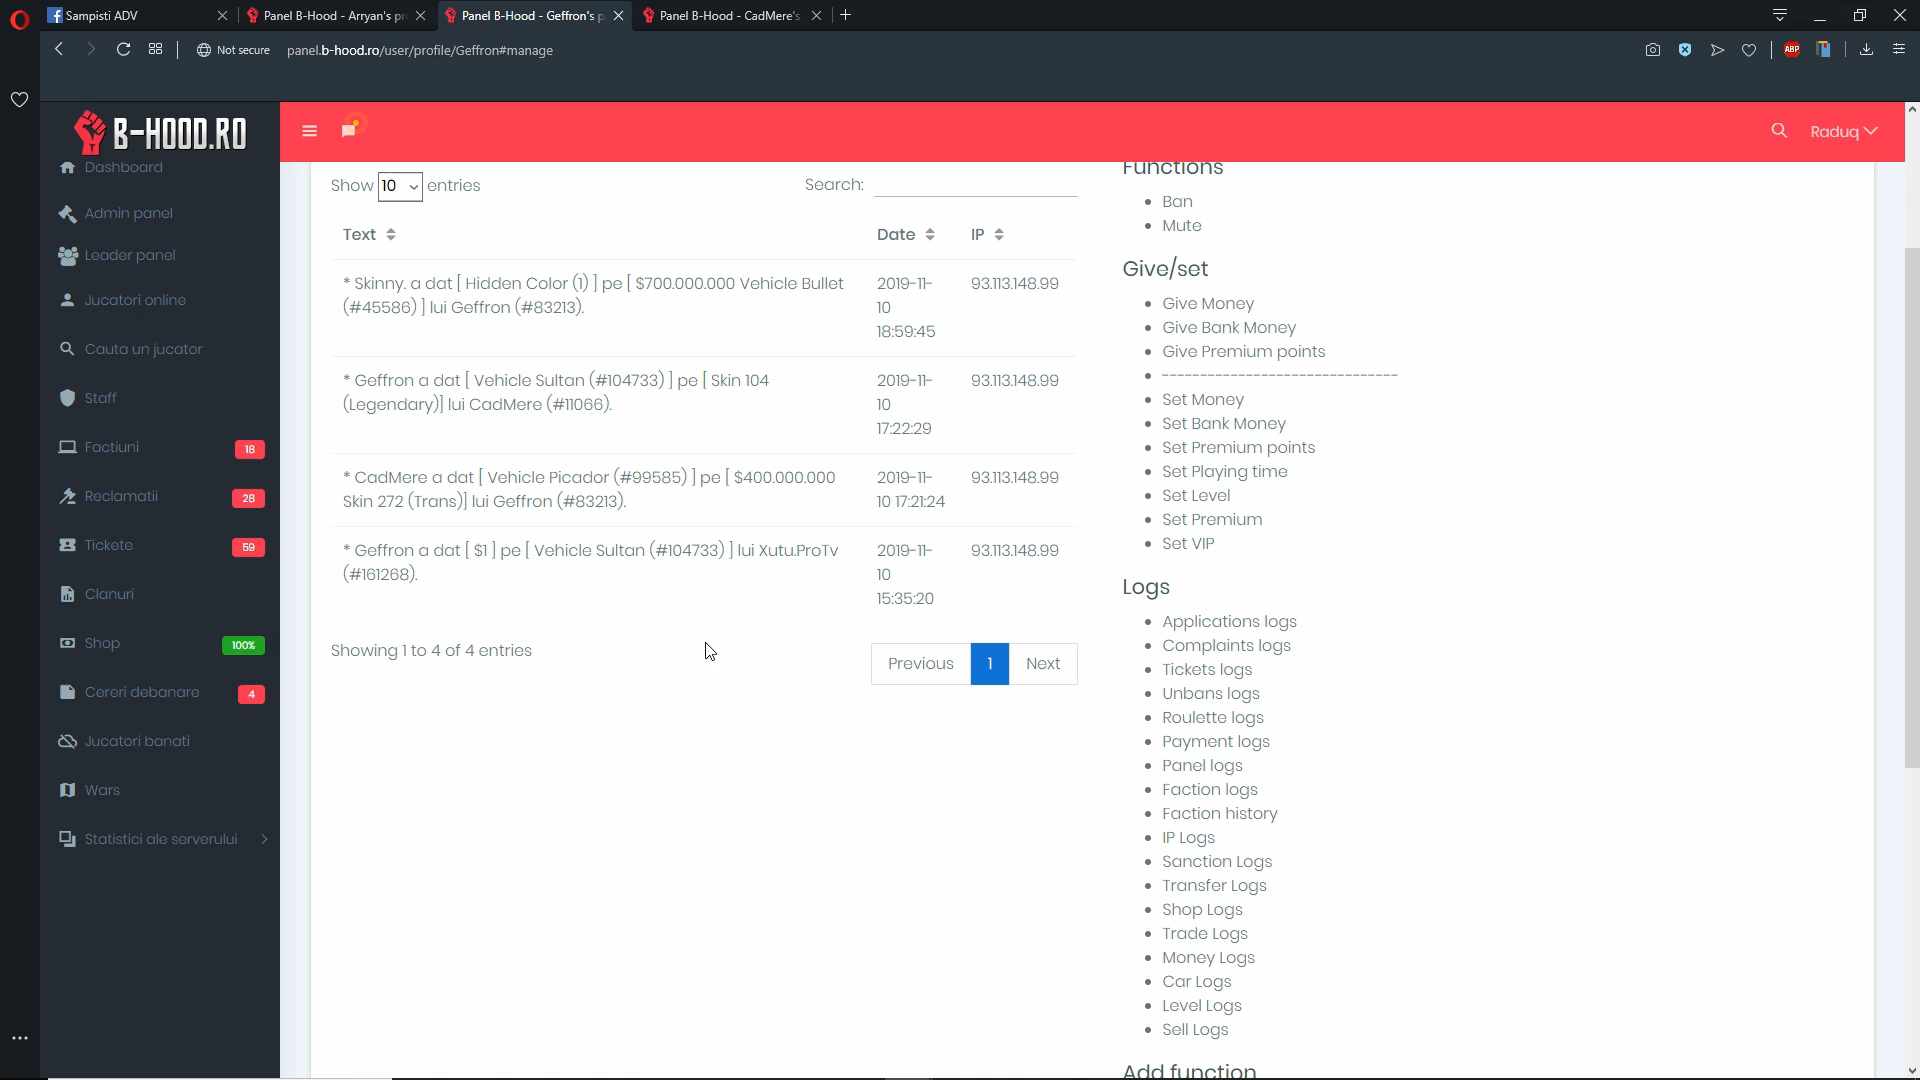 Sampisti ADV
Panel B-Hood - Arryan's pr
Panel B-Hood - Geffron's p
Panel B-Hood - CadMere's
Not secure
panel.b-hood.ro/user/profile/Geffron#manage
ABP
B-HOOD.RO
Raduq
Dashboard
Admin panel
Leader panel
Jucatori online
Cauta un jucator
Staff
Factiuni 18
Reclamatii 28
Tickete 59
Clanuri
Shop 100%
Cereri debanare 4
Jucatori banati
Wars
Statistici ale serverului
Show 10 entries
Search:
Text Date IP
* Skinny. a dat [ Hidden Color (1) ] pe [ $700.000.000 Vehicle Bullet
(#45586) ] lui Geffron (#83213).
2019-11-
10
18:59:45
93.113.148.99
* Geffron a dat [ Vehicle Sultan (#104733) ] pe [ Skin 104
(Legendary)] lui CadMere (#11066).
2019-11-
10
17:22:29
93.113.148.99
* CadMere a dat [ Vehicle Picador (#99585) ] pe [ $400.000.000
Skin 272 (Trans)] lui Geffron (#83213).
2019-11-
10 17:21:24
93.113.148.99
* Geffron a dat [ $1 ] pe [ Vehicle Sultan (#104733) ] lui Xutu.ProTv
(#161268).
2019-11-
10
15:35:20
93.113.148.99
Showing 1 to 4 of 4 entries
Previous 1 Next
Functions
Ban
Mute
Give/set
Give Money
Give Bank Money
Give Premium points
-------------------------------
Set Money
Set Bank Money
Set Premium points
Set Playing time
Set Level
Set Premium
Set VIP
Logs
Applications logs
Complaints logs
Tickets logs
Unbans logs
Roulette logs
Payment logs
Panel logs
Faction logs
Faction history
IP Logs
Sanction Logs
Transfer Logs
Shop Logs
Trade Logs
Money Logs
Car Logs
Level Logs
Sell Logs
Add function